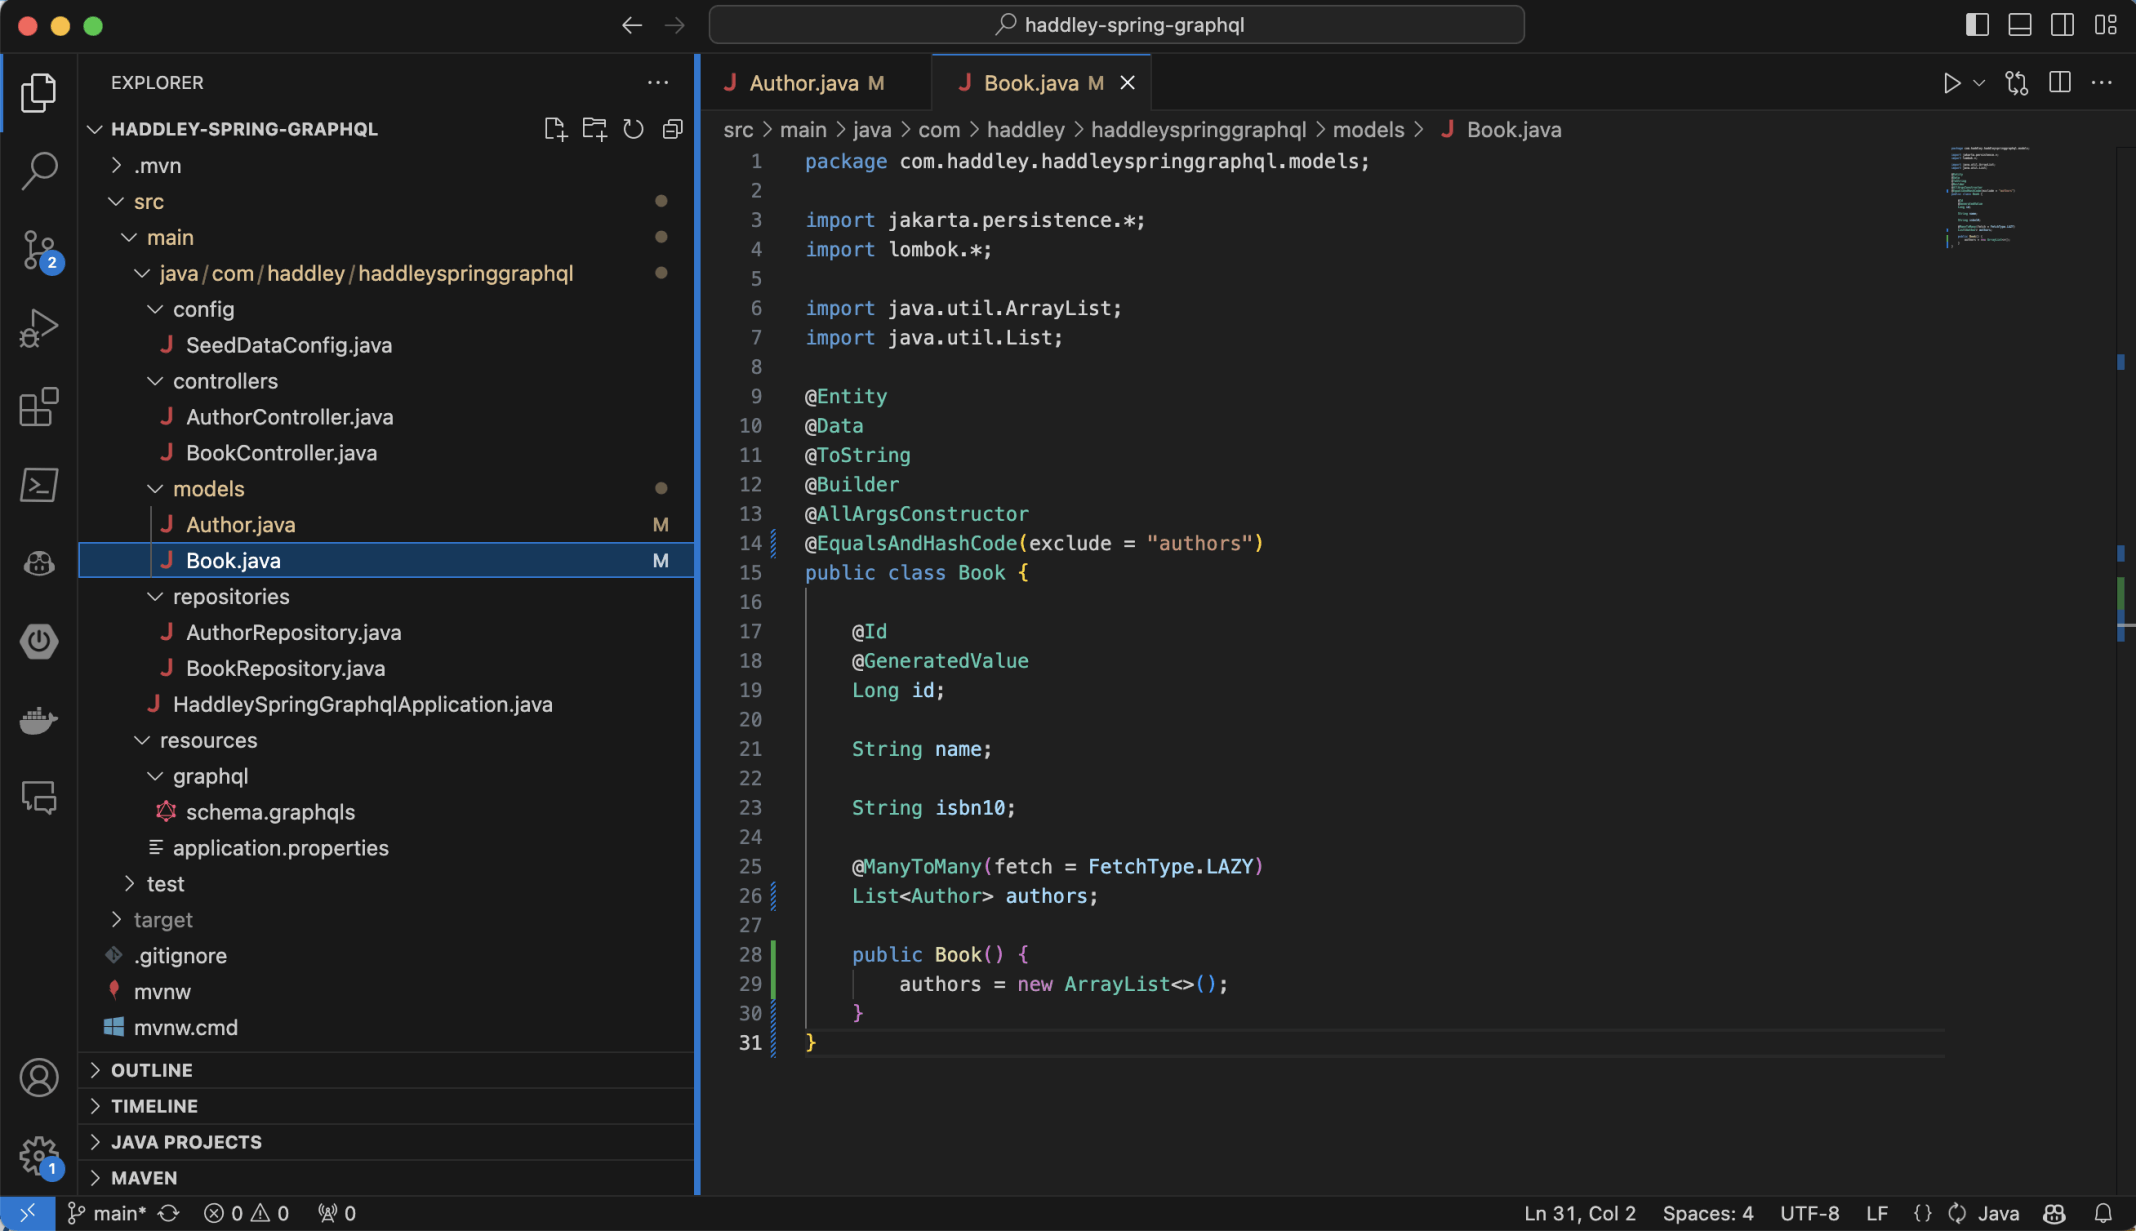 haddley-spring-graphql
EXPLORER
HADDLEY-SPRING-GRAPHQL
.mvn
src
main
java/com/haddley/haddleyspringgraphql
config
SeedDataConfig.java
controllers
AuthorController.java
BookController.java
models
Author.java M
Book.java M
repositories
AuthorRepository.java
BookRepository.java
HaddleySpringGraphqlApplication.java
resources
graphql
schema.graphqls
application.properties
test
target
.gitignore
mvnw
mvnw.cmd
OUTLINE
TIMELINE
JAVA PROJECTS
MAVEN
2
1
Author.java M
Book.java M
src > main > java > com > haddley > haddleyspringgraphql > models > Book.java
1 package com.haddley.haddleyspringgraphql.models;
2
3 import jakarta.persistence.*;
4 import lombok.*;
5
6 import java.util.ArrayList;
7 import java.util.List;
8
9 @Entity
10 @Data
11 @ToString
12 @Builder
13 @AllArgsConstructor
14 @EqualsAndHashCode(exclude = "authors")
15 public class Book {
16
17 @Id
18 @GeneratedValue
19 Long id;
20
21 String name;
22
23 String isbn10;
24
25 @ManyToMany(fetch = FetchType.LAZY)
26 List<Author> authors;
27
28 public Book() {
29 authors = new ArrayList<>();
30 }
31 }
main* 0 0 0 Ln 31, Col 2 Spaces: 4 UTF-8 LF {} Java